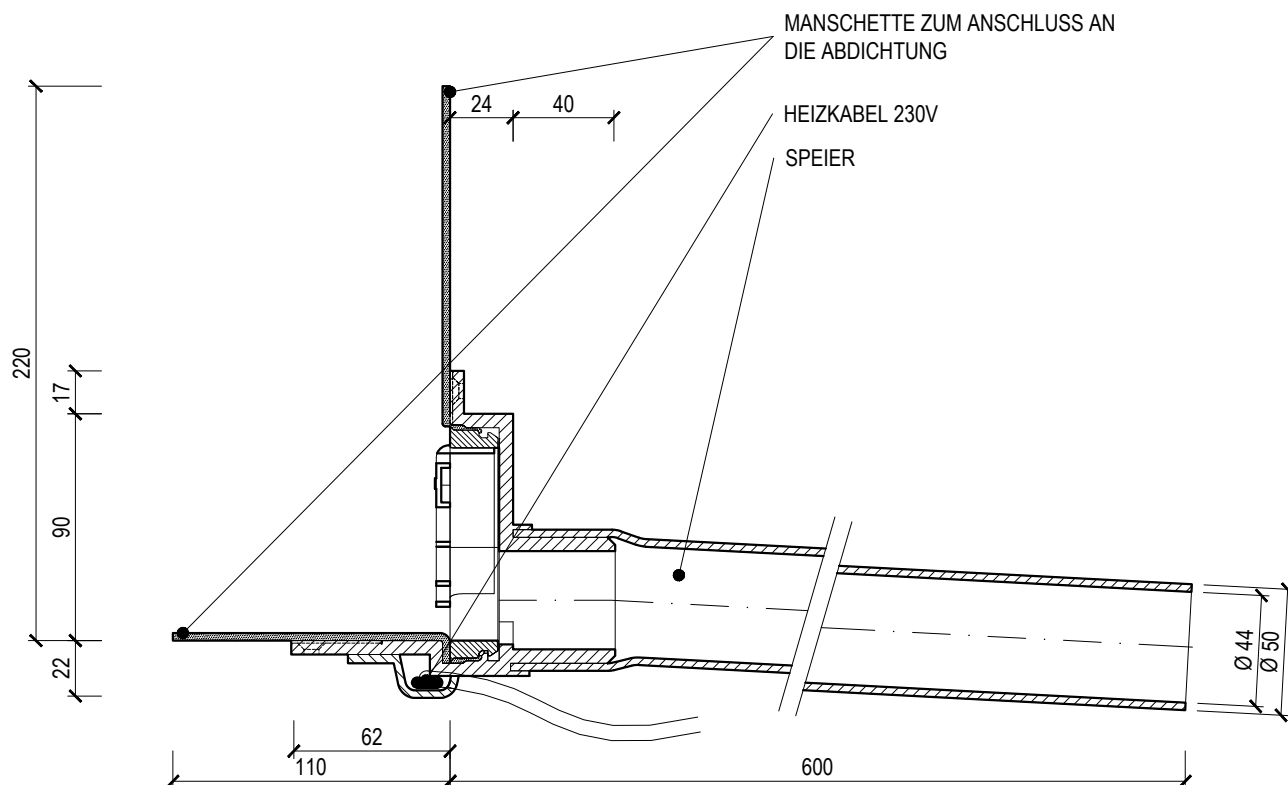 MANSCHETTE ZUM ANSCHLUSS AN
DIE ABDICHTUNG
24
40
HEIZKABEL 230V
SPEIER
220
17
90
22
Ø 44
Ø 50
62
110
600